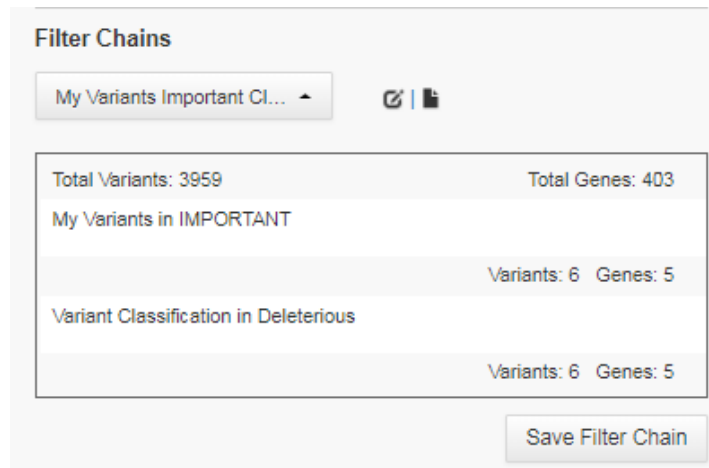 Filter Chains
My Variants Important Cl...
|
Total Variants: 3959 Total Genes: 403
My Variants in IMPORTANT
Variants: 6 Genes: 5
Variant Classification in Deleterious
Variants: 6 Genes: 5
Save Filter Chain